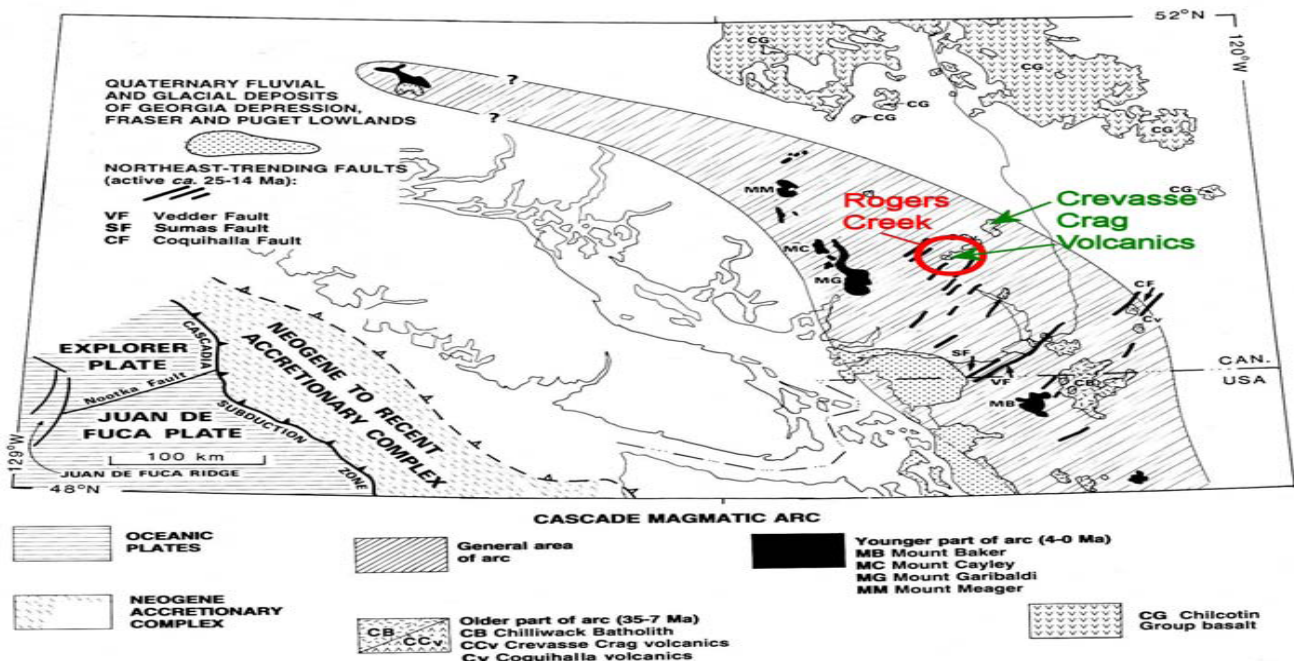 52°N
120°W
QUATERNARY FLUVIAL
AND GLACIAL DEPOSITS
OF GEORGIA DEPRESSION,
FRASER AND PUGET LOWLANDS
NORTHEAST-TRENDING FAULTS
(active ca. 25-14 Ma):
VF Vedder Fault
SF Sumas Fault
CF Coquihalla Fault
?
?
CG
CG
CG
CG
CG
CG
MM
MC
MG
Rogers
Creek
Crevasse
Crag
Volcanics
CF
Cv
SF
VF
CB
MB
CAN.
USA
EXPLORER
PLATE
Nootka Fault
JUAN DE
FUCA PLATE
100 km
JUAN DE FUCA RIDGE
CASCADIA
SUBDUCTION
ZONE
NEOGENE TO RECENT
ACCRETIONARY COMPLEX
129°W
48°N
CASCADE MAGMATIC ARC
OCEANIC
PLATES
NEOGENE
ACCRETIONARY
COMPLEX
General area
of arc
CB
CCv
Older part of arc (35-7 Ma)
CB Chilliwack Batholith
CCv Crevasse Crag volcanics
Cv Coquihalla volcanics
Younger part of arc (4-0 Ma)
MB Mount Baker
MC Mount Cayley
MG Mount Garibaldi
MM Mount Meager
CG Chilcotin
Group basalt